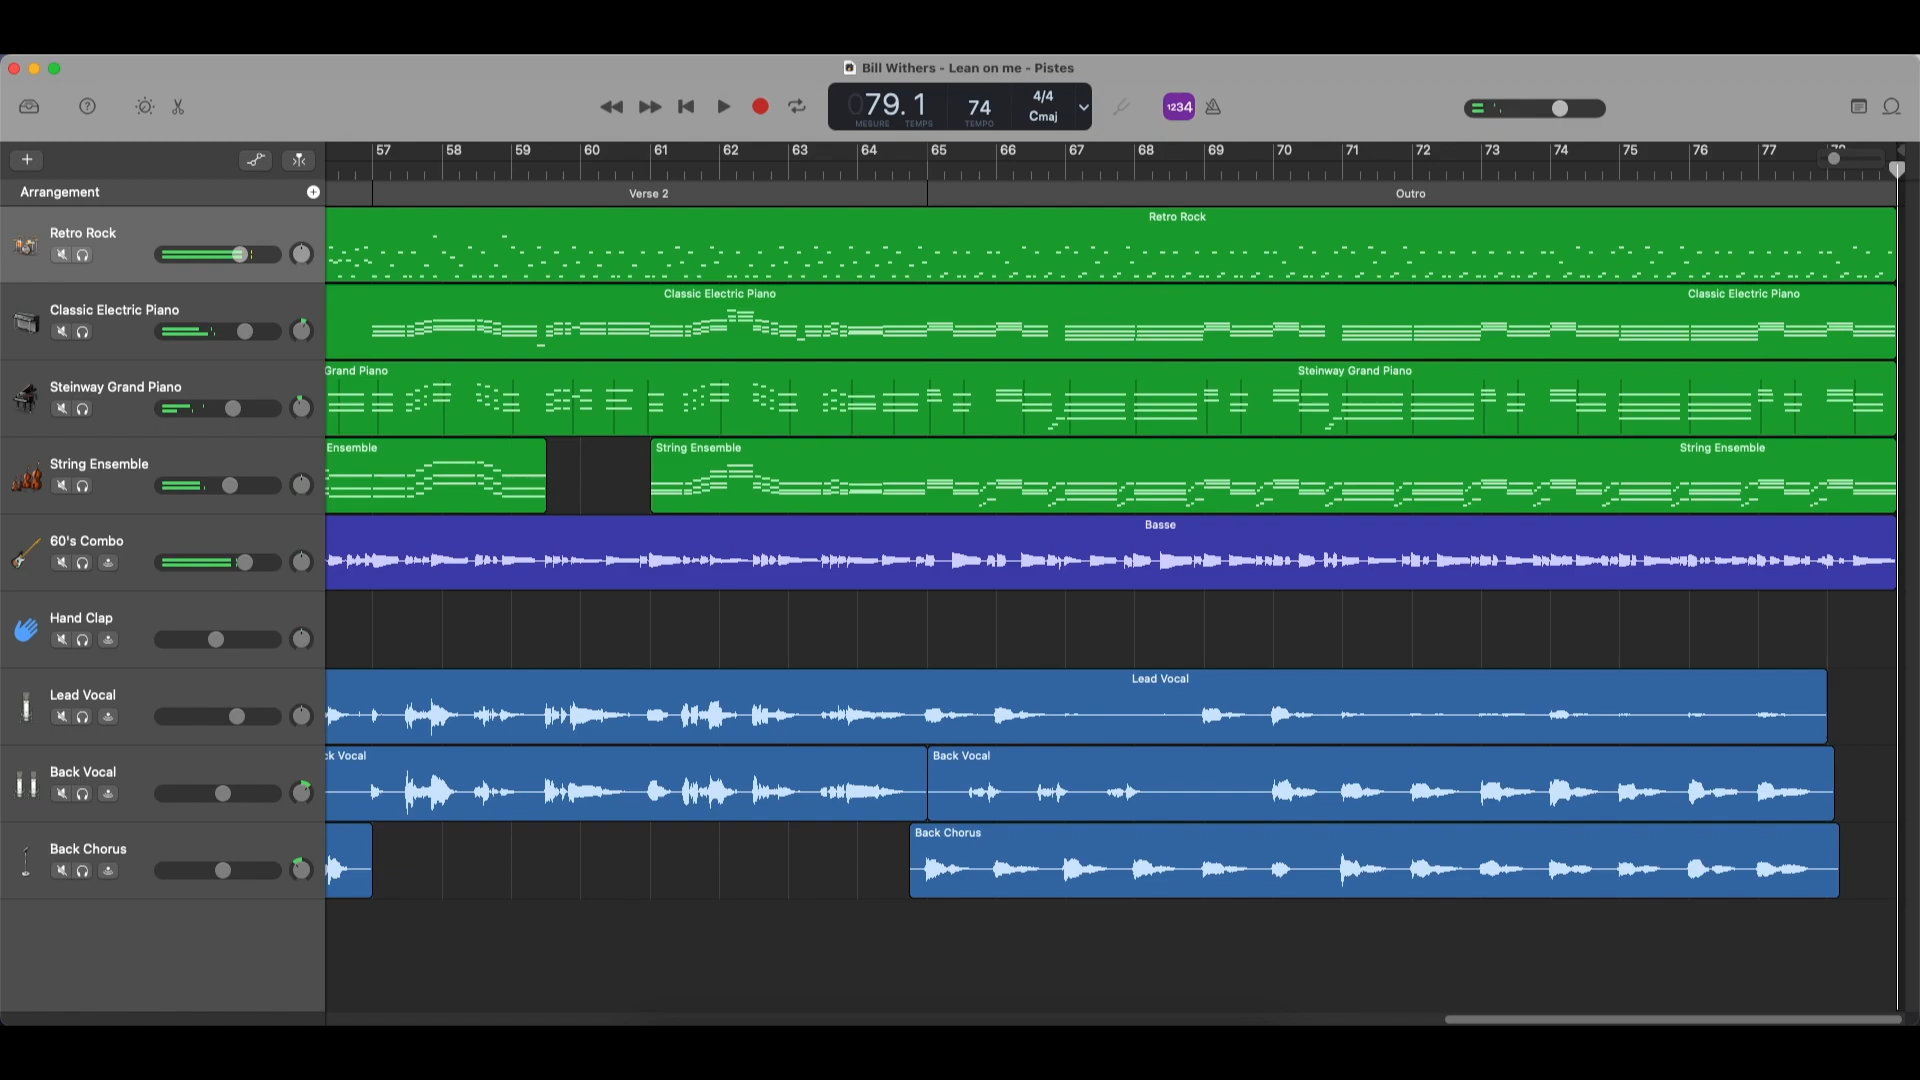 Bill Withers - Lean on me - Pistes
079. 1
74
4/4
Cmaj
MESURE TEMPS
TEMPO
1234
57 58 59 60 61 62 63 64 65 66 67 68 69 70 71 72 73 74 75 76 77
Arrangement
Verse 2
Outro
Retro Rock
Retro Rock
Classic Electric Piano
Classic Electric Piano
Classic Electric Piano
Steinway Grand Piano
Grand Piano
Steinway Grand Piano
String Ensemble
Ensemble
String Ensemble
String Ensemble
60's Combo
Basse
Hand Clap
Lead Vocal
Lead Vocal
Back Vocal
ck Vocal
Back Vocal
Back Chorus
Back Chorus